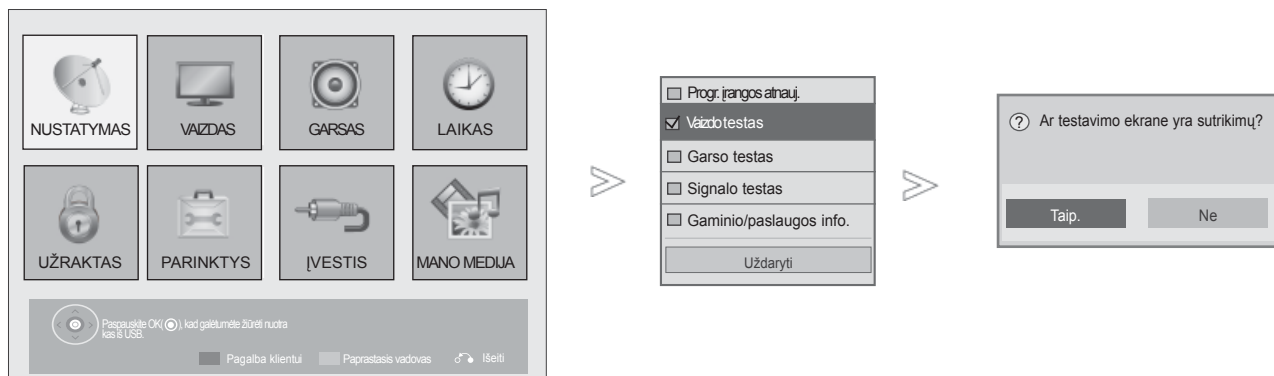 NUSTATYMAS
VAIZDAS
GARSAS
LAIKAS
UŽRAKTAS
PARINKTYS
ĮVESTIS
MANO MEDIJA
Paspauskite OK( ), kad galėtumėte žiūrėti nuotra
kas iš USB.
Pagalba klientui
Paprastasis vadovas
Išeiti
Progr. įrangos atnauj.
Vaizdo testas
Garso testas
Signalo testas
Gaminio/paslaugos info.
Uždaryti
? Ar testavimo ekrane yra sutrikimų?
Taip.
Ne